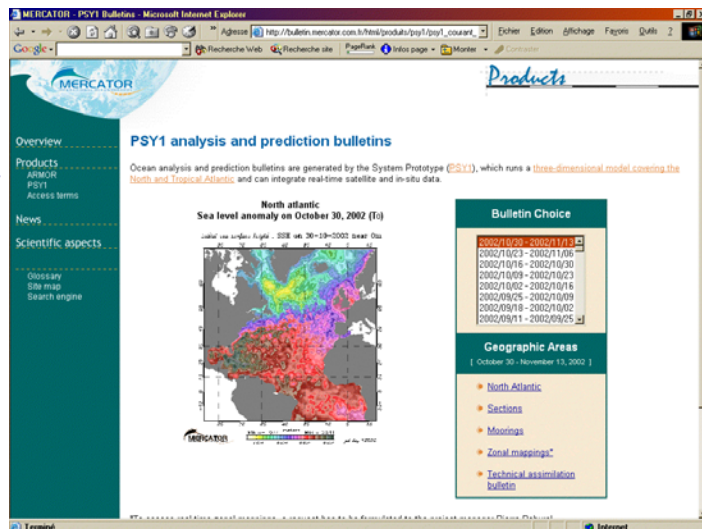 MERCATOR - PSY1 Bulletins - Microsoft Internet Explorer
Adresse http://bulletin.mercator.com.fr/html/produits/psy1/psy1_courant_
Fichier Edition Affichage Favoris Outils ?
Google Recherche Web Recherche site PageRank Infos page Monter Contraster
MERCATOR
Products
Overview
Products
ARMOR
PSY1
Access terms
News
Scientific aspects
Glossary
Site map
Search engine
PSY1 analysis and prediction bulletins
Ocean analysis and prediction bulletins are generated by the System Prototype (PSY1), which runs a three-dimensional model covering the
North and Tropical Atlantic and can integrate real-time satellite and in-situ data.
North atlantic
Sea level anomaly on October 30, 2002 (To)
MERCATOR
Bulletin Choice
2002/10/30 - 2002/11/13
2002/10/23 - 2002/11/06
2002/10/16 - 2002/10/30
2002/10/09 - 2002/10/23
2002/10/02 - 2002/10/16
2002/09/25 - 2002/10/09
2002/09/18 - 2002/10/02
2002/09/11 - 2002/09/25
Geographic Areas
[ October 30 - November 13, 2002 ]
North Atlantic
Sections
Moorings
Zonal mappings*
Technical assimilation
bulletin
Terminé
Internet